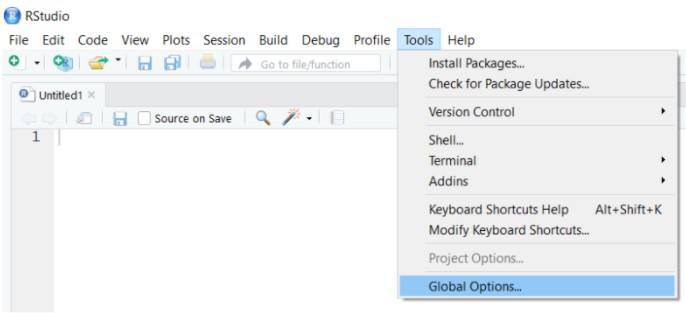 RStudio
File Edit Code View Plots Session Build Debug Profile Tools Help
Go to file/function
Untitled1
Source on Save
1
Install Packages...
Check for Package Updates...
Version Control
Shell...
Terminal
Addins
Keyboard Shortcuts Help Alt+Shift+K
Modify Keyboard Shortcuts...
Project Options...
Global Options...